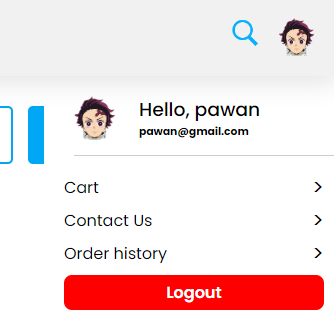 Hello, pawan
pawan@gmail.com
Cart >
Contact Us >
Order history >
Logout